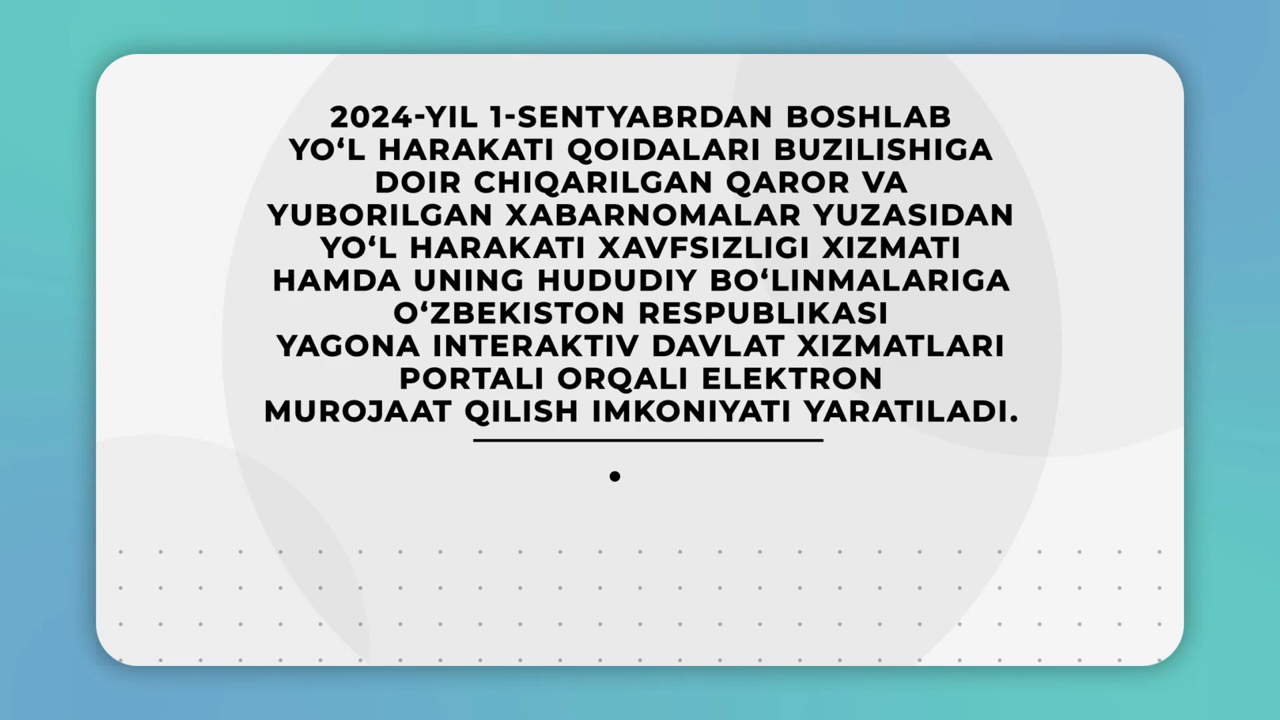 2024-YIL 1-SENTYABRDAN BOSHLAB
YO‘L HARAKATI QOIDALARI BUZILISHIGA
DOIR CHIQARILGAN QAROR VA
YUBORILGAN XABARNOMALAR YUZASIDAN
YO‘L HARAKATI XAVFSIZLIGI XIZMATI
HAMDA UNING HUDUDIY BO‘LINMALARIGA
O‘ZBEKISTON RESPUBLIKASI
YAGONA INTERAKTIV DAVLAT XIZMATLARI
PORTALI ORQALI ELEKTRON
MUROJAAT QILISH IMKONIYATI YARATILADI.